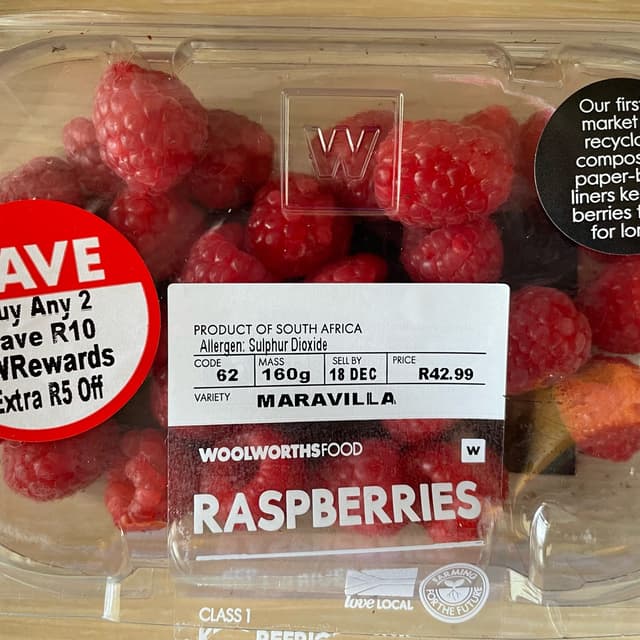 W
Our first
market
compos
paper-b
liners ke
berries
for lon
AVE
uy Any 2
ave R10
WRewards
Extra R5 Off
PRODUCT OF SOUTH AFRICA
Allergen: Sulphur Dioxide
CODE MASS SELL BY PRICE
62 160g 18 DEC R42.99
VARIETY MARAVILLA
WOOLWORTHSFOOD W
RASPBERRIES
love LOCAL
FARMING
FOR THE FUTURE
CLASS 1